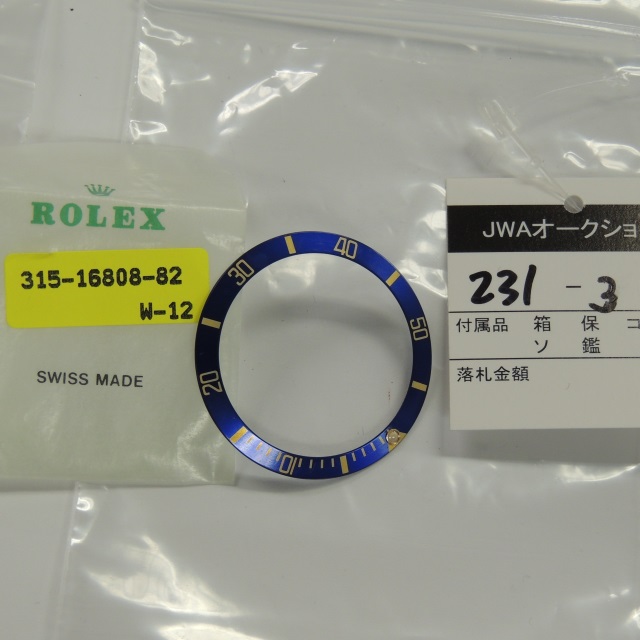 ROLEX
315-16808-82
W-12
SWISS MADE
10
20
30
40
50
JWAオークショ
231 - 3
付属品 箱 保 コ
ソ 鑑
落札金額